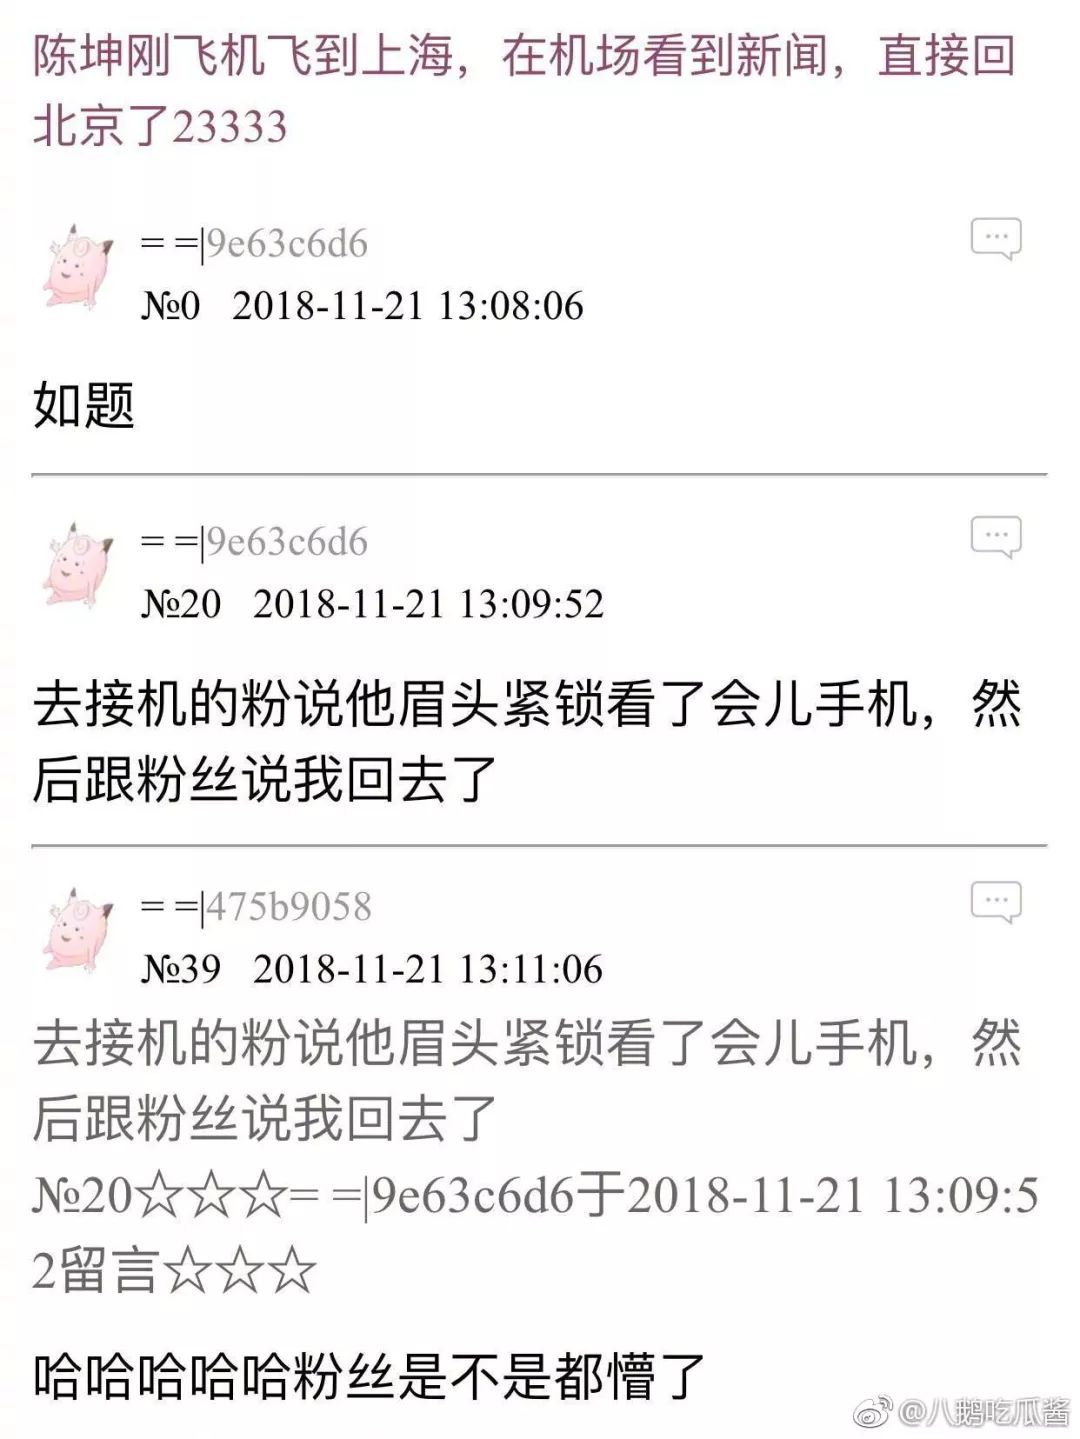 陈坤刚飞机飞到上海，在机场看到新闻，直接回
北京了23333
= =|9e63c6d6
№0 2018-11-21 13:08:06
如题
= =|9e63c6d6
№20 2018-11-21 13:09:52
去接机的粉说他眉头紧锁看了会儿手机，然
后跟粉丝说我回去了
= =|475b9058
№39 2018-11-21 13:11:06
去接机的粉说他眉头紧锁看了会儿手机，然
后跟粉丝说我回去了
№20☆☆☆= =|9e63c6d6于2018-11-21 13:09:5
2留言☆☆☆
哈哈哈哈哈粉丝是不是都懵了
@八鹅吃瓜酱